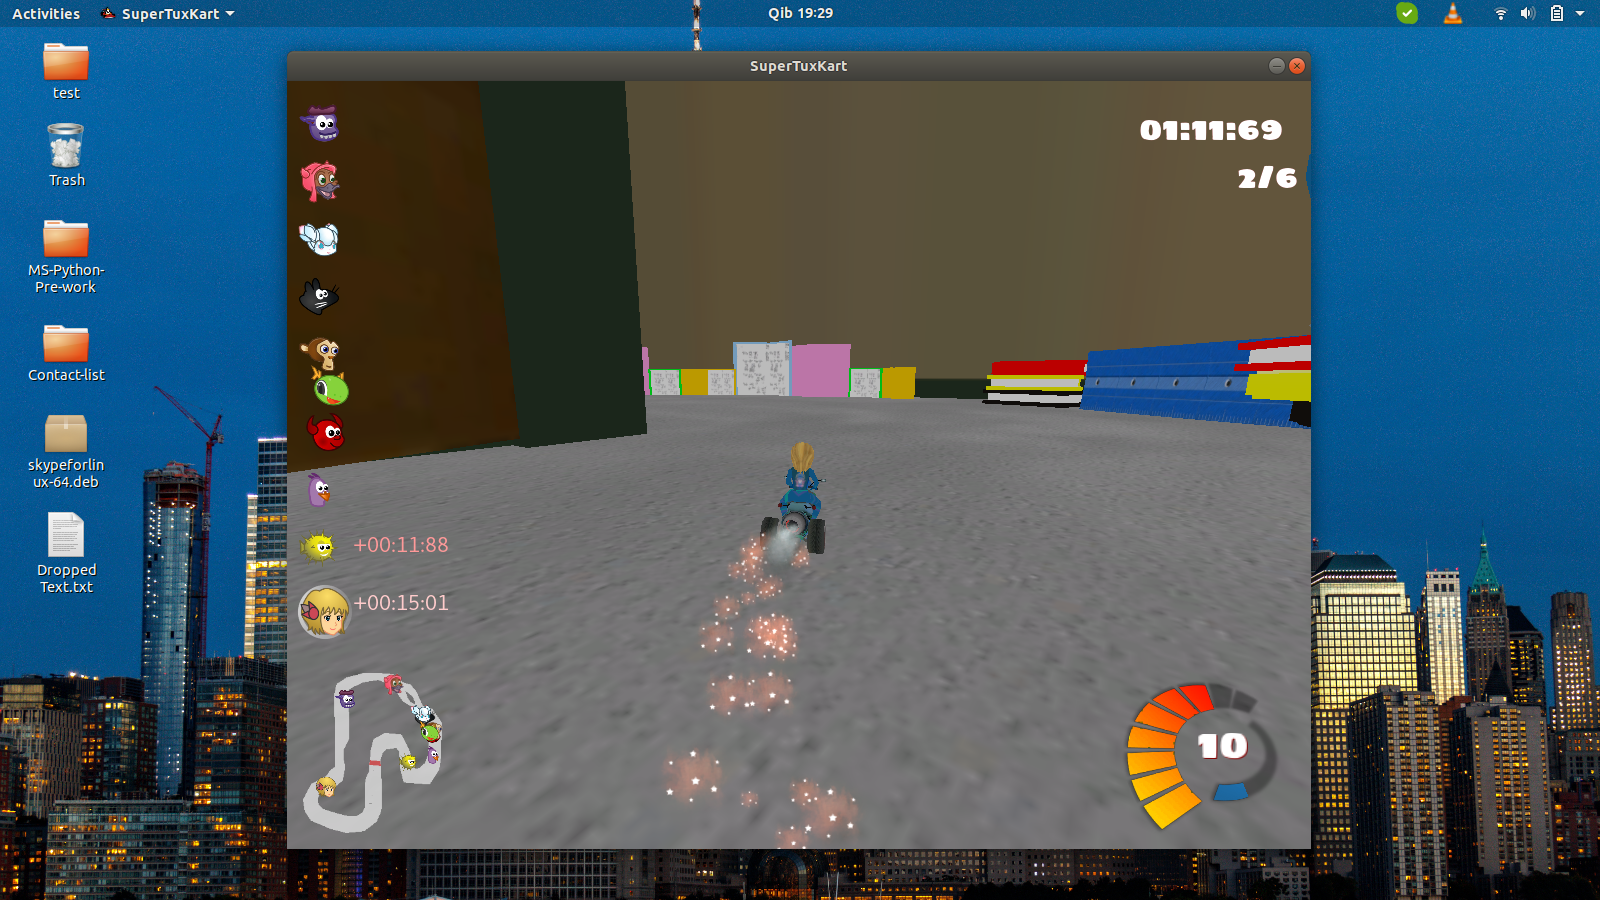 Activities
SuperTuxKart
Qib 19:29
test
Trash
MS-Python-
Pre-work
Contact-list
skypeforlin
ux-64.deb
Dropped
Text.txt
SuperTuxKart
01:11:69
2/6
+00:11:88
+00:15:01
10